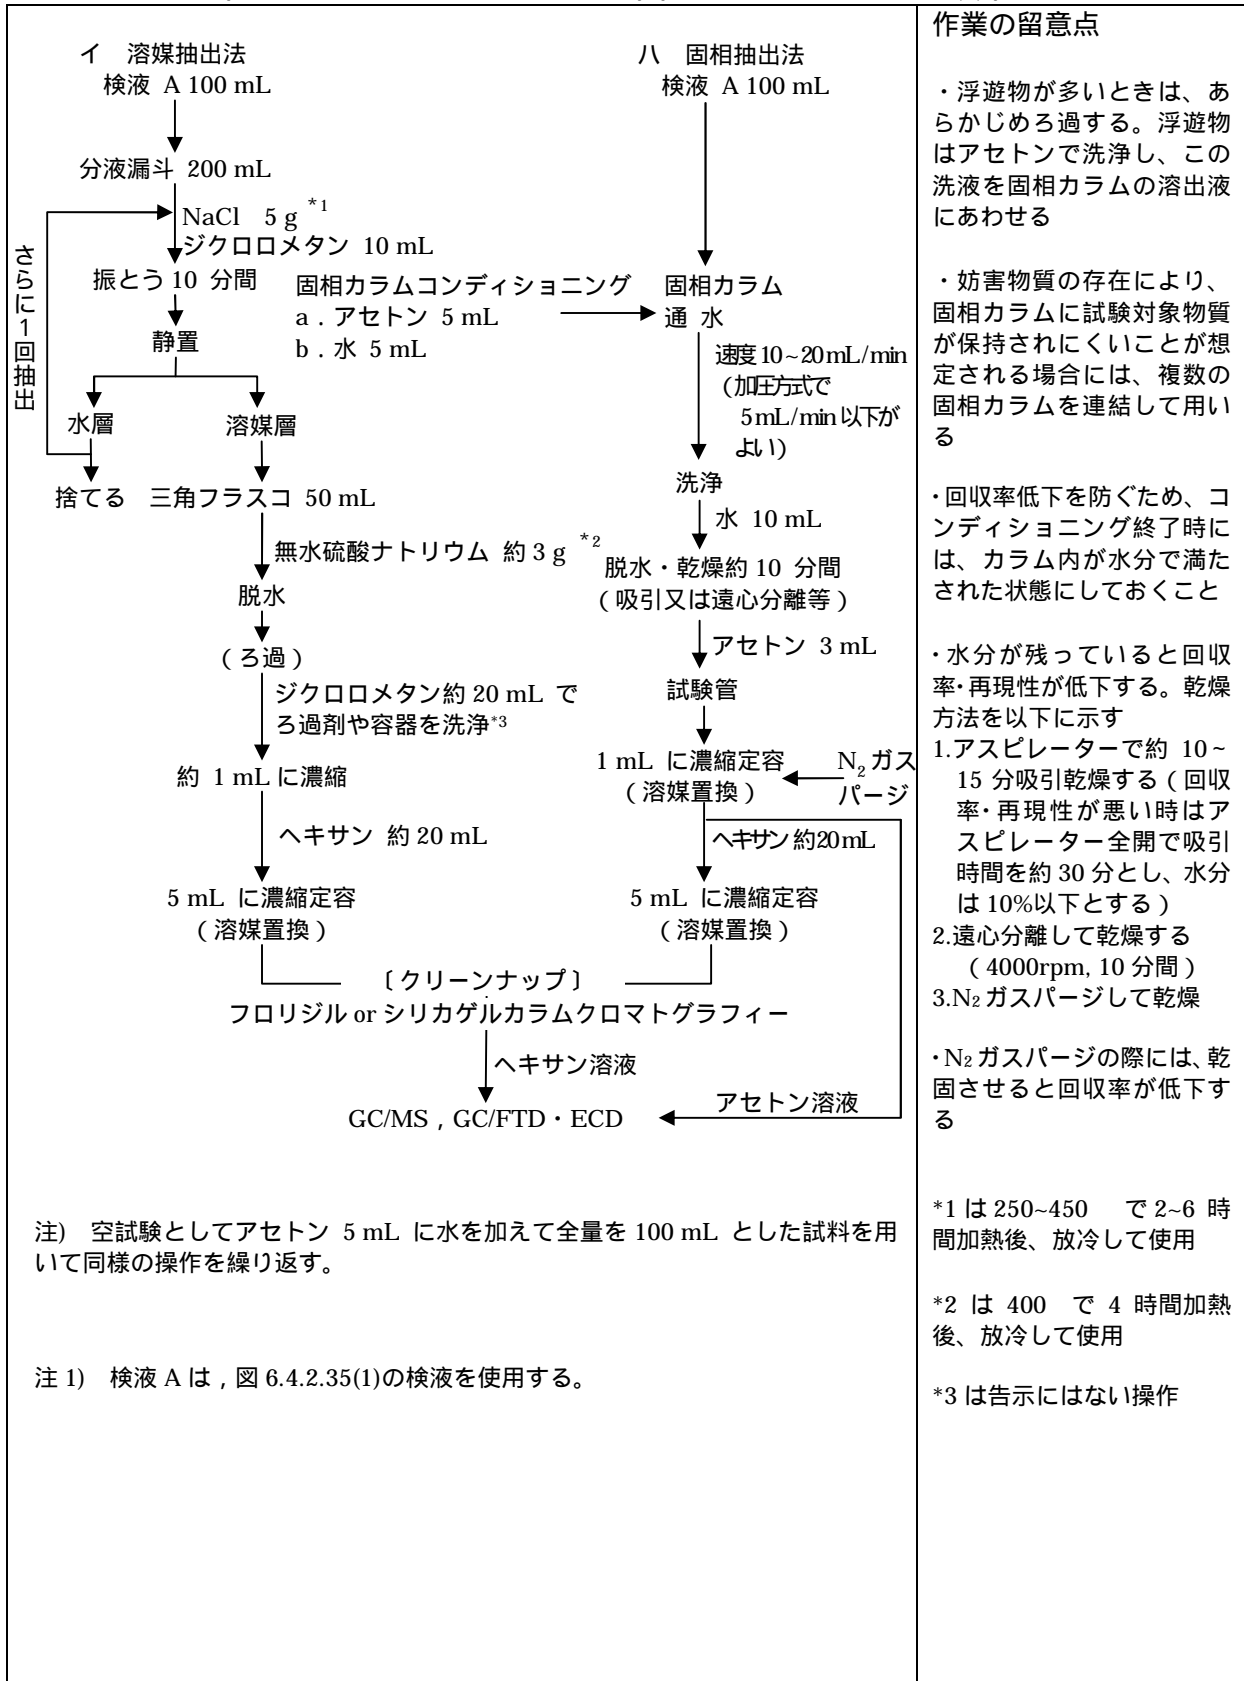 イ 溶媒抽出法
検液 A 100 mL
分液漏斗 200 mL
NaCl 5 g *1
ジクロロメタン 10 mL
さらに1回抽出
振とう 10 分間
静置
水層
溶媒層
捨てる
三角フラスコ 50 mL
無水硫酸ナトリウム 約 3 g *2
脱水
(ろ過)
ジクロロメタン約 20 mL で
ろ過剤や容器を洗浄*3
約 1 mL に濃縮
ヘキサン 約 20 mL
5 mL に濃縮定容
(溶媒置換)
ハ 固相抽出法
検液 A 100 mL
固相カラムコンディショニング
a．アセトン 5 mL
b．水 5 mL
固相カラム
通 水
速度 10~20 mL/min
(加圧方式で
5 mL/min 以下が
よい)
洗浄
水 10 mL
脱水・乾燥約 10 分間
(吸引又は遠心分離等)
アセトン 3 mL
試験管
1 mL に濃縮定容
(溶媒置換)
N2 ガス
パージ
ヘキサン 約20 mL
5 mL に濃縮定容
(溶媒置換)
〔クリーンナップ〕
フロリジル or シリカゲルカラムクロマトグラフィー
ヘキサン溶液
アセトン溶液
GC/MS , GC/FTD・ECD
注) 空試験としてアセトン 5 mL に水を加えて全量を 100 mL とした試料を用
いて同様の操作を繰り返す。
注 1) 検液 A は , 図 6.4.2.35(1)の検液を使用する。
作業の留意点
・浮遊物が多いときは、あ
らかじめろ過する。浮遊物
はアセトンで洗浄し、この
洗液を固相カラムの溶出液
にあわせる
・妨害物質の存在により、
固相カラムに試験対象物質
が保持されにくいことが想
定される場合には、複数の
固相カラムを連結して用い
る
・回収率低下を防ぐため、コ
ンディショニング終了時に
は、カラム内が水分で満た
された状態にしておくこと
・水分が残っていると回収
率・再現性が低下する。乾燥
方法を以下に示す
1.アスピレーターで約 10~
15 分吸引乾燥する(回収
率・再現性が悪い時はア
スピレーター全開で吸引
時間を約 30 分とし、水分
は 10%以下とする)
2.遠心分離して乾燥する
(4000rpm, 10 分間)
3.N2 ガスパージして乾燥
・N2 ガスパージの際には、乾
固させると回収率が低下す
る
*1 は 250~450 で 2~6 時
間加熱後、放冷して使用
*2 は 400 で 4 時間加熱
後、放冷して使用
*3 は告示にはない操作